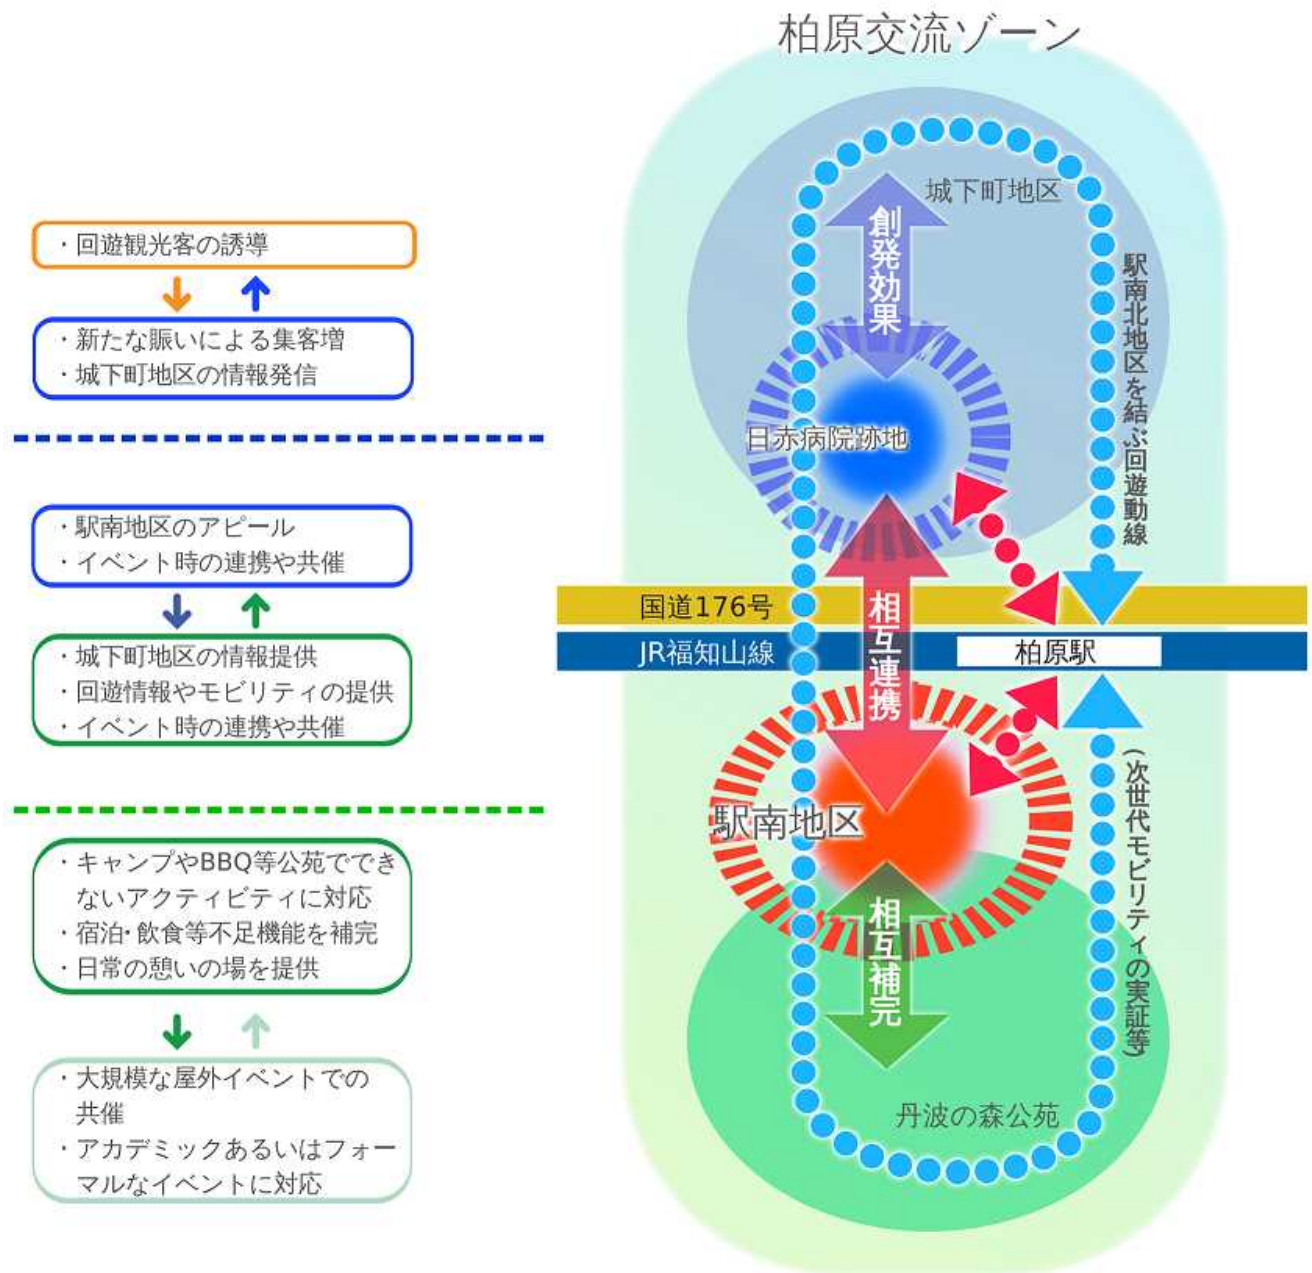 柏原交流ゾーン
・回遊観光客の誘導
・新たな賑いによる集客増
・城下町地区の情報発信
・駅南地区のアピール
・イベント時の連携や共催
・城下町地区の情報提供
・回遊情報やモビリティの提供
・イベント時の連携や共催
・キャンプやBBQ等公苑ででき
ないアクティビティに対応
・宿泊・飲食等不足機能を補完
・日常の憩いの場を提供
・大規模な屋外イベントでの
共催
・アカデミックあるいはフォー
マルなイベントに対応
城下町地区
創発効果
日赤病院跡地
駅南北地区を結ぶ回遊動線
国道176号
JR福知山線
柏原駅
相互連携
駅南地区
(次世代モビリティの実証等)
相互補完
丹波の森公苑